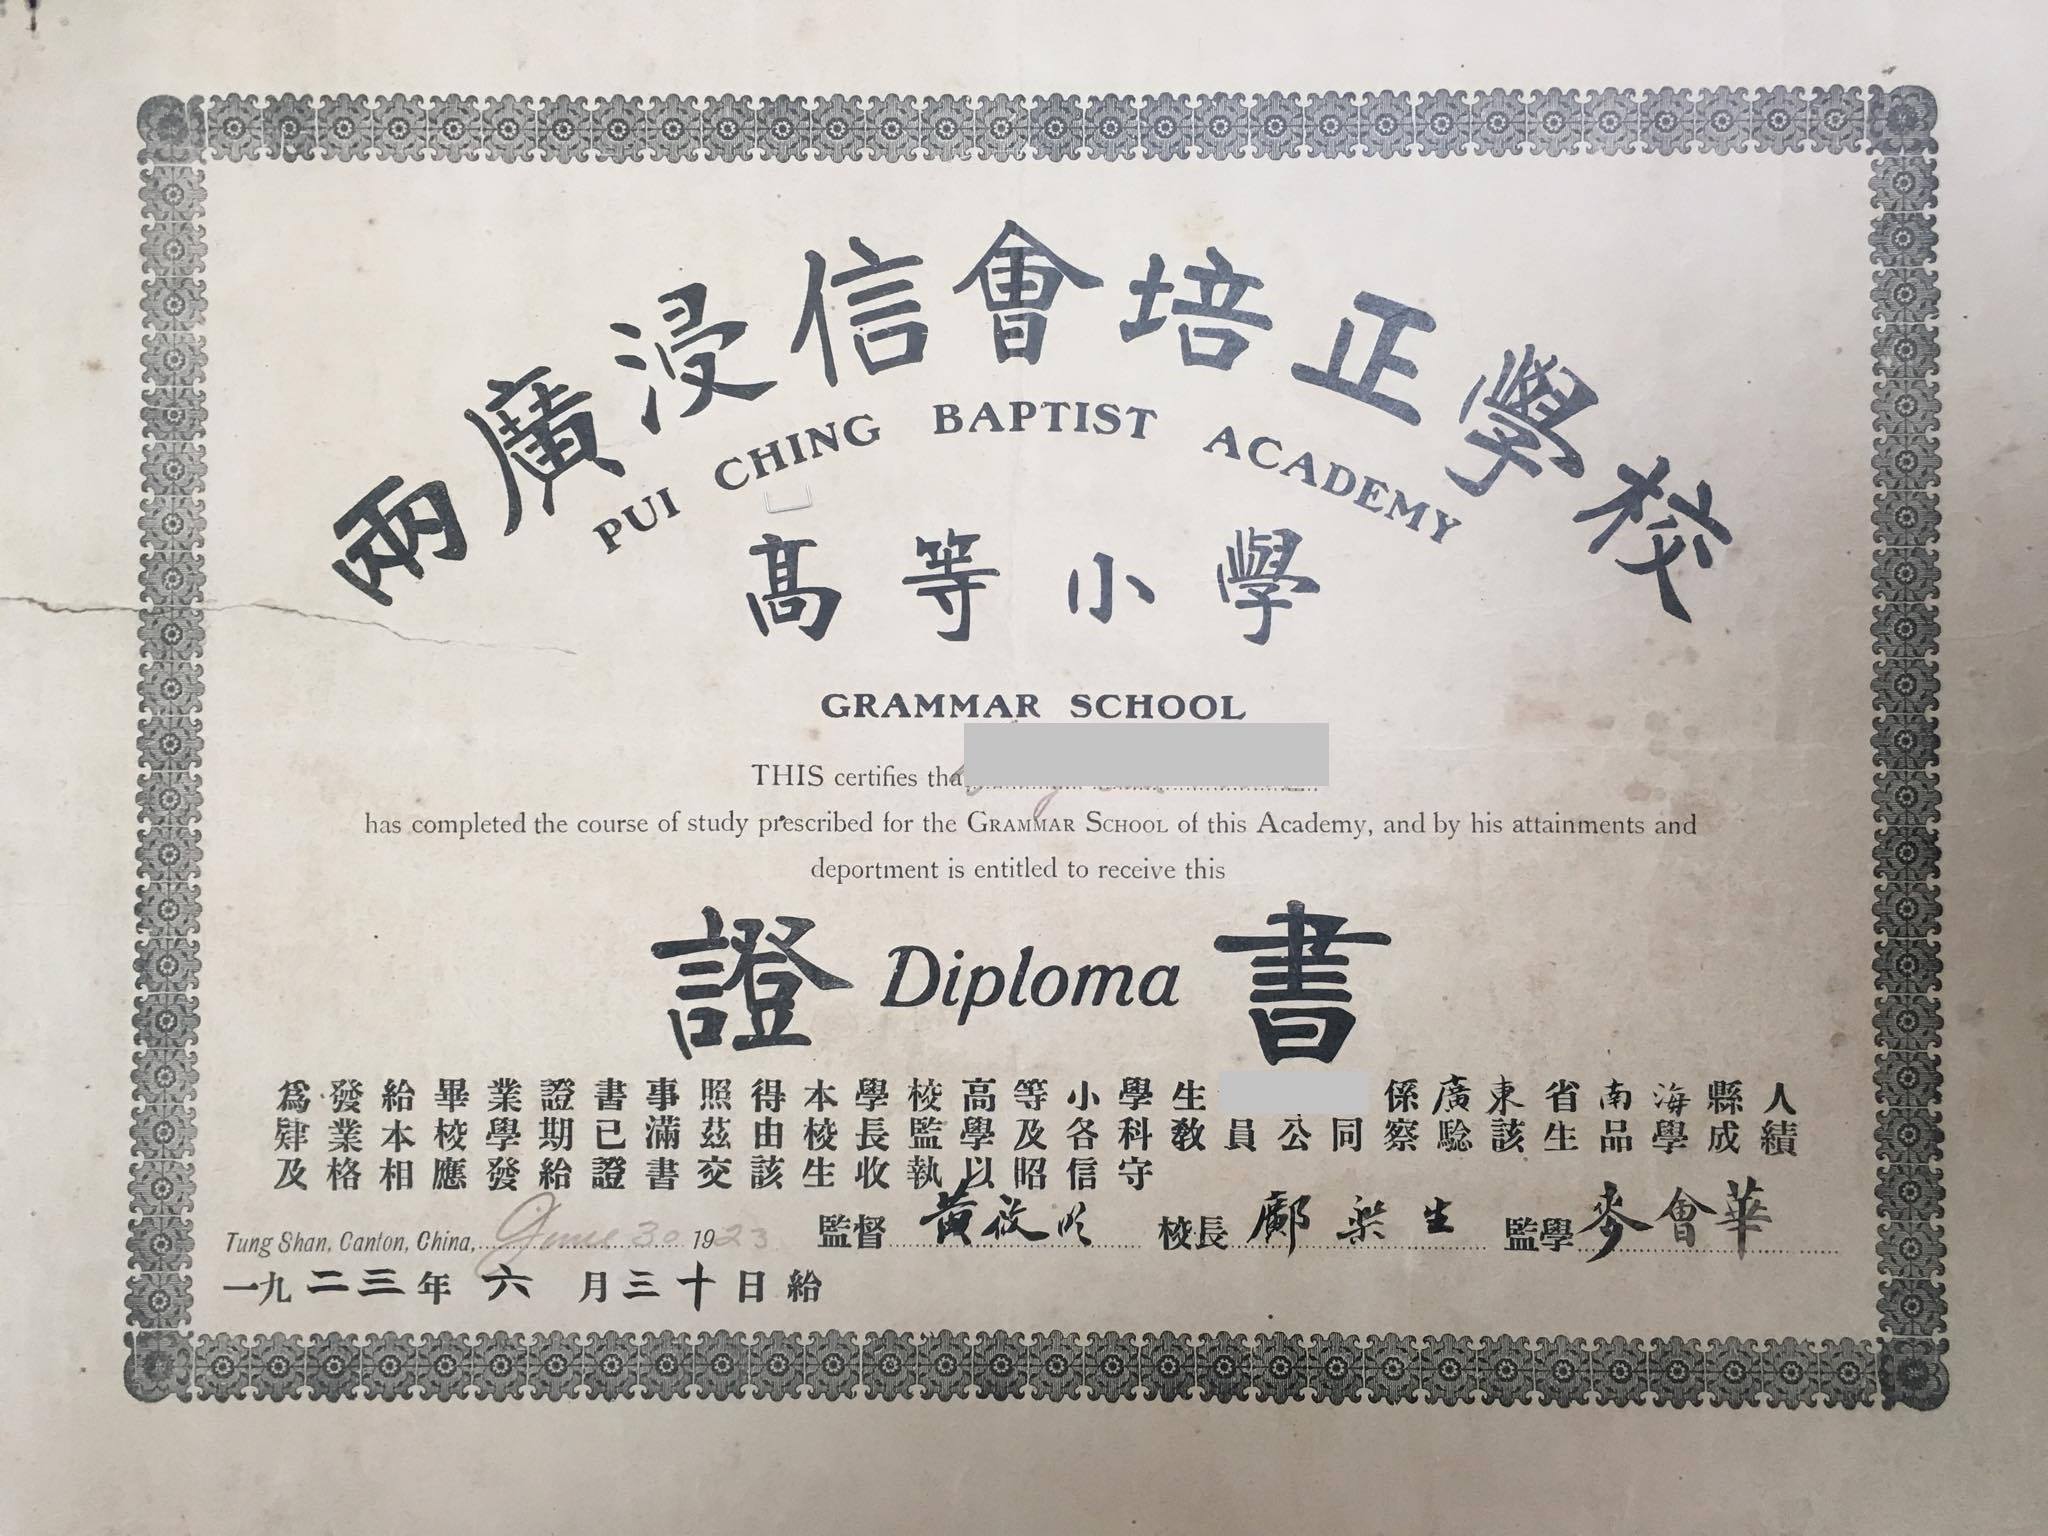 兩廣浸信會培正學校
PUI CHING BAPTIST ACADEMY
高等小學
GRAMMAR SCHOOL
THIS certifies tha
has completed the course of study prescribed for the GRAMMAR SCHOOL of this Academy, and by his attainments and
deportment is entitled to receive this
證 Diploma 書
爲發給畢業證書事照得本學校高等小學生 係廣東省南海縣人
肄業本校學期已滿茲由校長監學及各科教員公同察驗該生品學成績
及格相應發給證書交該生收執以昭信守
Tung Shan, Canton, China, June 30 1923 監督 黃啟明 校長 鄺樂生 監學 麥會華
一九二三年六月三十日給